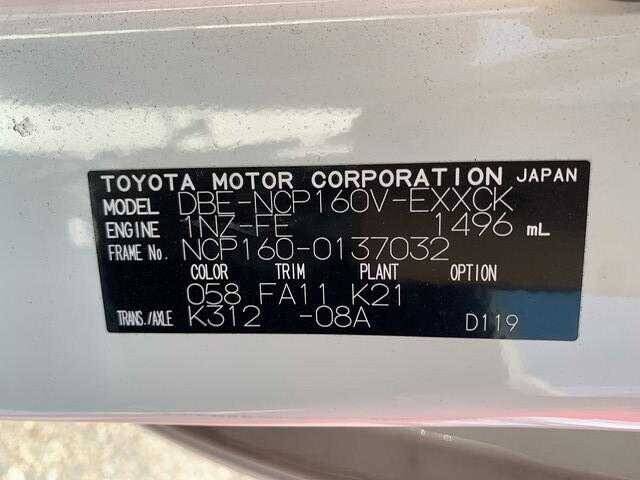 TOYOTA MOTOR CORPORATION JAPAN
MODEL DBE-NCP160V-EXXCK
ENGINE 1NZ-FE 1496 mL
FRAME No. NCP160-0137032
COLOR TRIM PLANT OPTION
058 FA11 K21
TRANS./AXLE K312 -08A D119